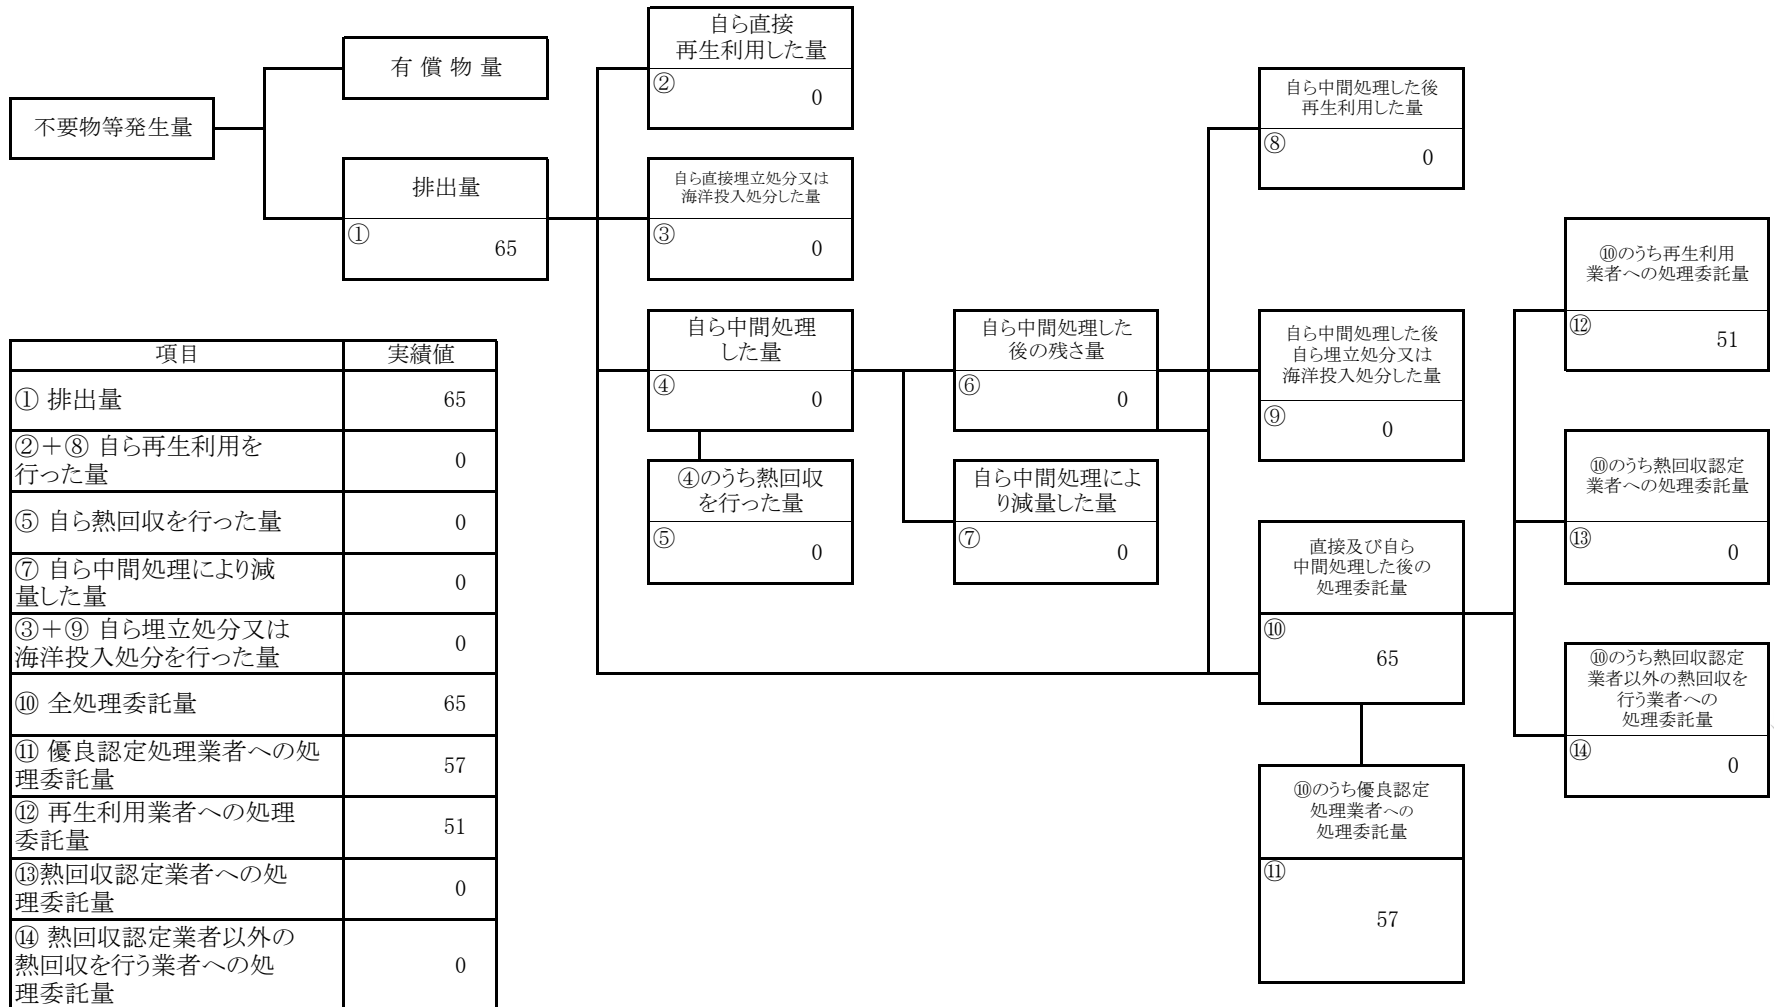 自ら直接
再生利用した量
②
0
有 償 物 量
不要物等発生量
排出量
①
65
自ら直接埋立処分又は
海洋投入処分した量
③
0
自ら中間処理した後
再生利用した量
⑧
0
自ら中間処理
した量
④
0
自ら中間処理した
後の残さ量
⑥
0
自ら中間処理した後
自ら埋立処分又は
海洋投入処分した量
⑨
0
⑩のうち再生利用
業者への処理委託量
⑫
51
④のうち熱回収
を行った量
⑤
0
自ら中間処理によ
り減量した量
⑦
0
⑩のうち熱回収認定
業者への処理委託量
⑬
0
直接及び自ら
中間処理した後の
処理委託量
⑩
65
⑩のうち熱回収認定
業者以外の熱回収を
行う業者への
処理委託量
⑭
0
⑩のうち優良認定
処理業者への
処理委託量
⑪
57
項目 実績値
① 排出量 65
②＋⑧ 自ら再生利用を
行った量 0
⑤ 自ら熱回収を行った量 0
⑦ 自ら中間処理により減
量した量 0
③＋⑨ 自ら埋立処分又は
海洋投入処分を行った量 0
⑩ 全処理委託量 65
⑪ 優良認定処理業者への処
理委託量 57
⑫ 再生利用業者への処理
委託量 51
⑬熱回収認定業者への処
理委託量 0
⑭ 熱回収認定業者以外の
熱回収を行う業者への処
理委託量 0